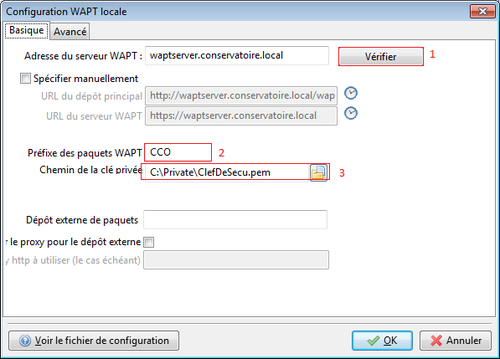 Configuration WAPT locale
Basique Avancé
Adresse du serveur WAPT : waptserver.conservatoire.local Vérifier 1
Spécifier manuellement
URL du dépôt principal http://waptserver.conservatoire.local/wap
URL du serveur WAPT https://waptserver.conservatoire.local
Préfixe des paquets WAPT CCO 2
Chemin de la clé privée C:\Private\ClefDeSecu.pem 3
Dépôt externe de paquets
r le proxy pour le dépôt externe
y http à utiliser (le cas échéant)
Voir le fichier de configuration OK Annuler